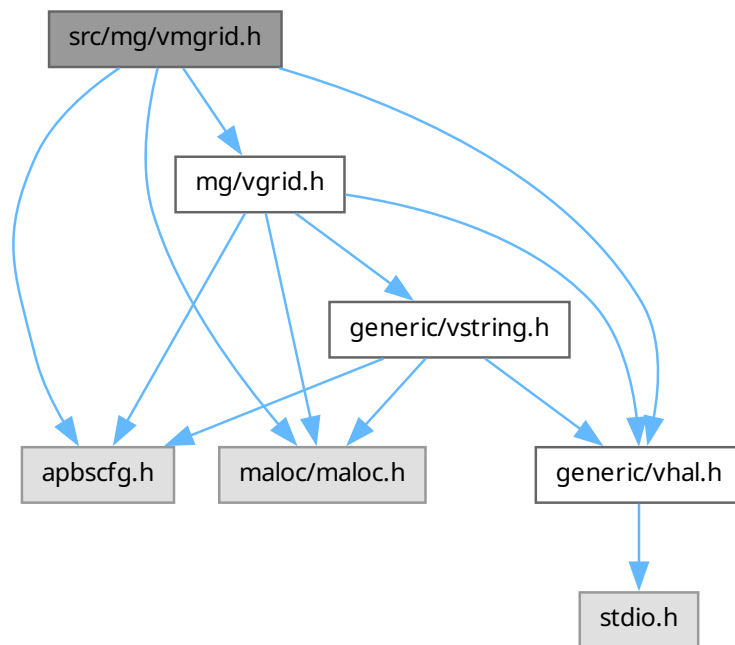 src/mg/vmgrid.h
mg/vgrid.h
generic/vstring.h
apbscfg.h
maloc/maloc.h
generic/vhal.h
stdio.h